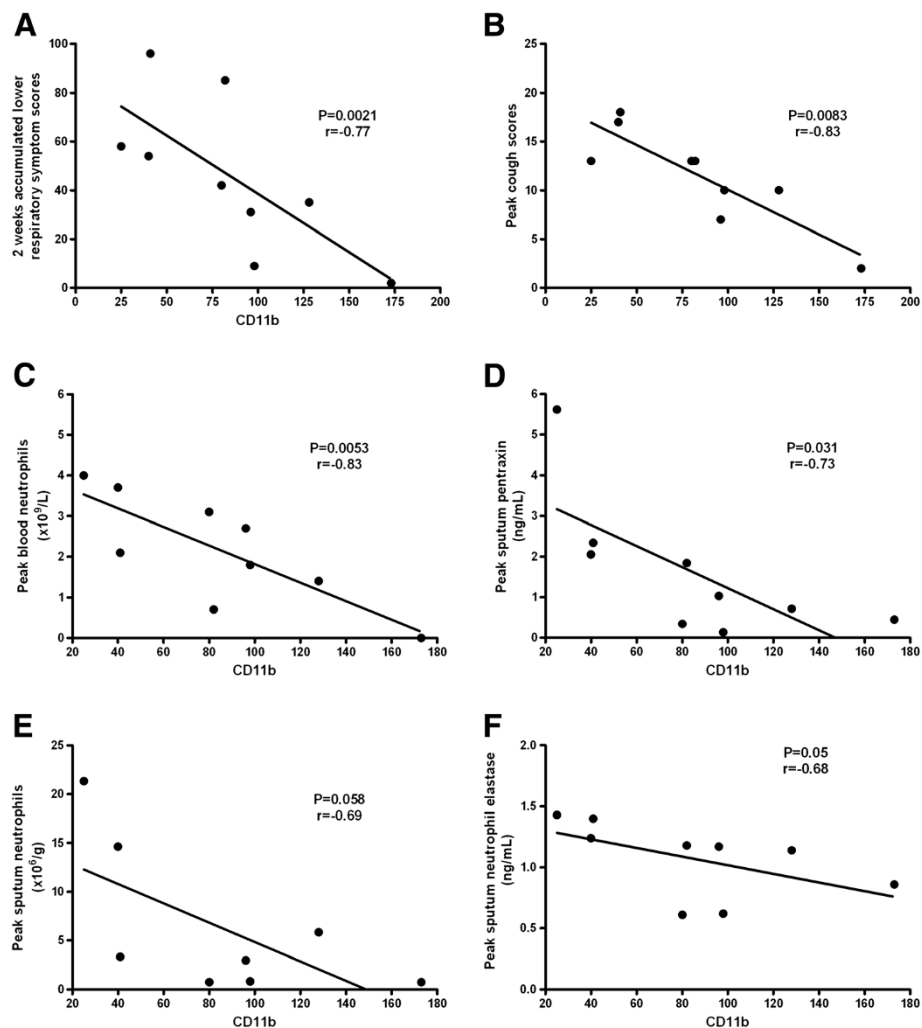 A
2 weeks accumulated lower
respiratory symptom scores
100
80
60
40
20
0
P=0.0021
r=-0.77
0 25 50 75 100 125 150 175 200
CD11b
B
Peak cough scores
25
20
15
10
5
0
P=0.0083
r=-0.83
0 25 50 75 100 125 150 175 200
CD11b
C
Peak blood neutrophils
(x10⁹/L)
6
5
4
3
2
1
0
P=0.0053
r=-0.83
20 40 60 80 100 120 140 160 180
CD11b
D
Peak sputum pentraxin
(ng/mL)
6
5
4
3
2
1
0
P=0.031
r=-0.73
20 40 60 80 100 120 140 160 180
CD11b
E
Peak sputum neutrophils
(x10⁶/g)
25
20
15
10
5
0
P=0.058
r=-0.69
20 40 60 80 100 120 140 160 180
CD11b
F
Peak sputum neutrophil elastase
(ng/mL)
2.0
1.5
1.0
0.5
0.0
P=0.05
r=-0.68
20 40 60 80 100 120 140 160 180
CD11b